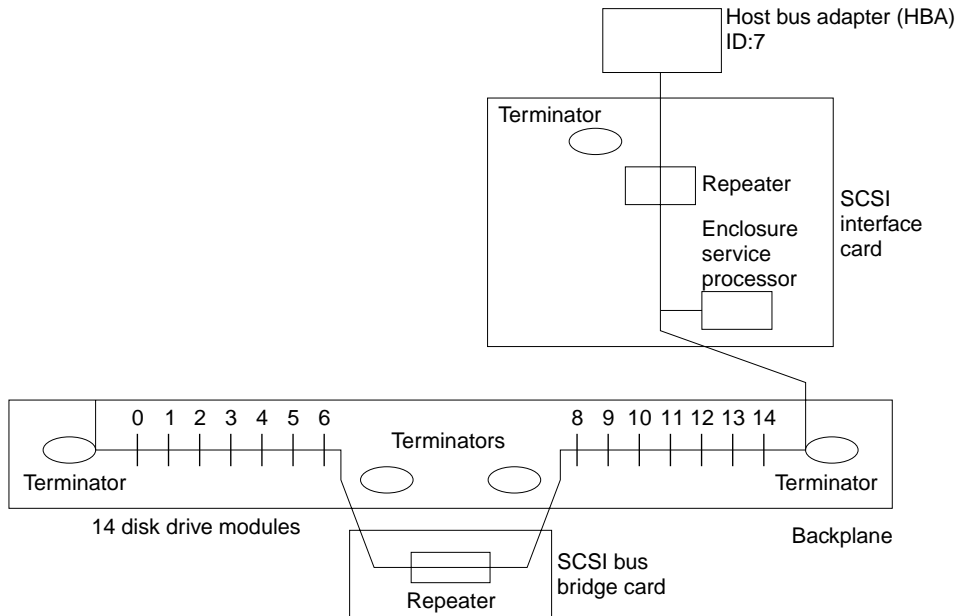 Host bus adapter (HBA)
ID:7
Terminator
Repeater
SCSI
interface
card
Enclosure
service
processor
0 1 2 3 4 5 6
8 9 10 11 12 13 14
Terminators
Terminator
Terminator
14 disk drive modules
Backplane
SCSI bus
bridge card
Repeater